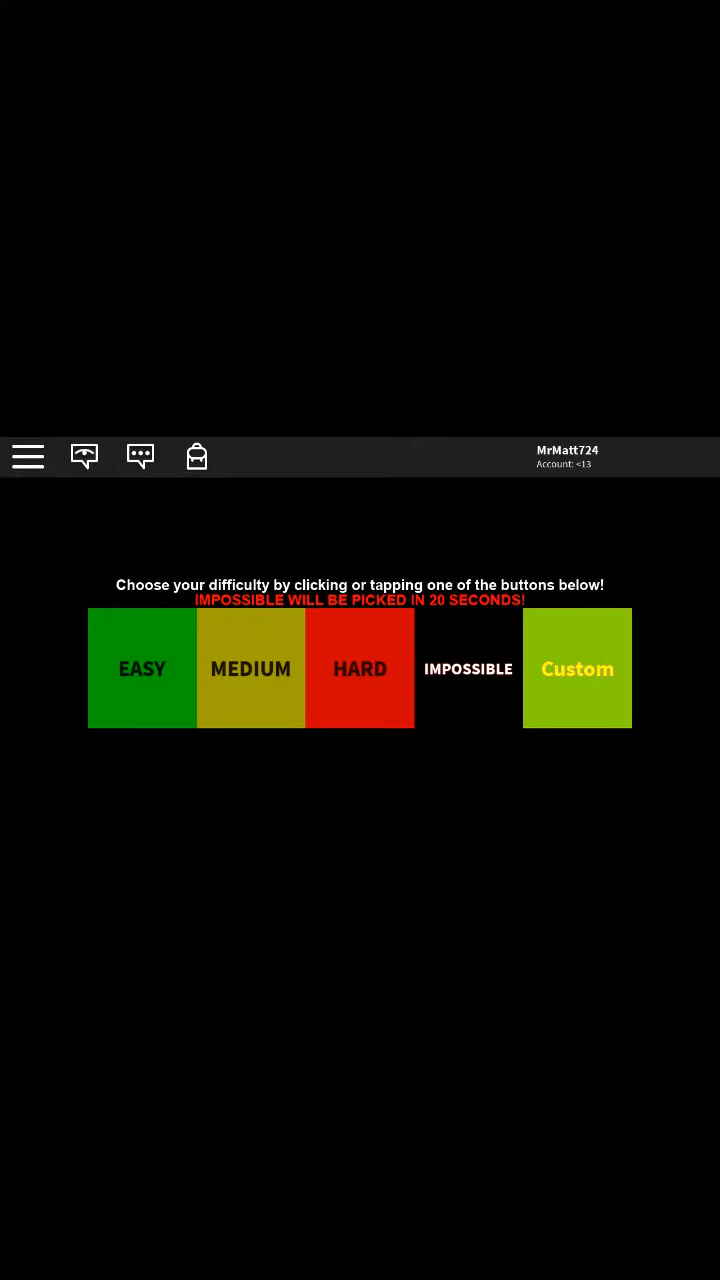 MrMatt724
Account: <13
Choose your difficulty by clicking or tapping one of the buttons below!
IMPOSSIBLE WILL BE PICKED IN 20 SECONDS!
EASY
MEDIUM
HARD
IMPOSSIBLE
Custom